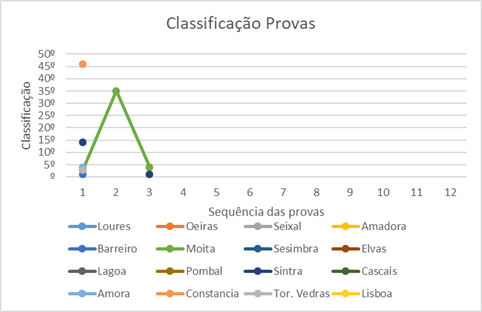 Classificação Provas
50º
45º
40º
35º
30º
25º
20º
15º
10º
5º
º
Classificação
1 2 3 4 5 6 7 8 9 10 11 12
Sequência das provas
Loures Oeiras Seixal Amadora
Barreiro Moita Sesimbra Elvas
Lagoa Pombal Sintra Cascais
Amora Constancia Tor. Vedras Lisboa